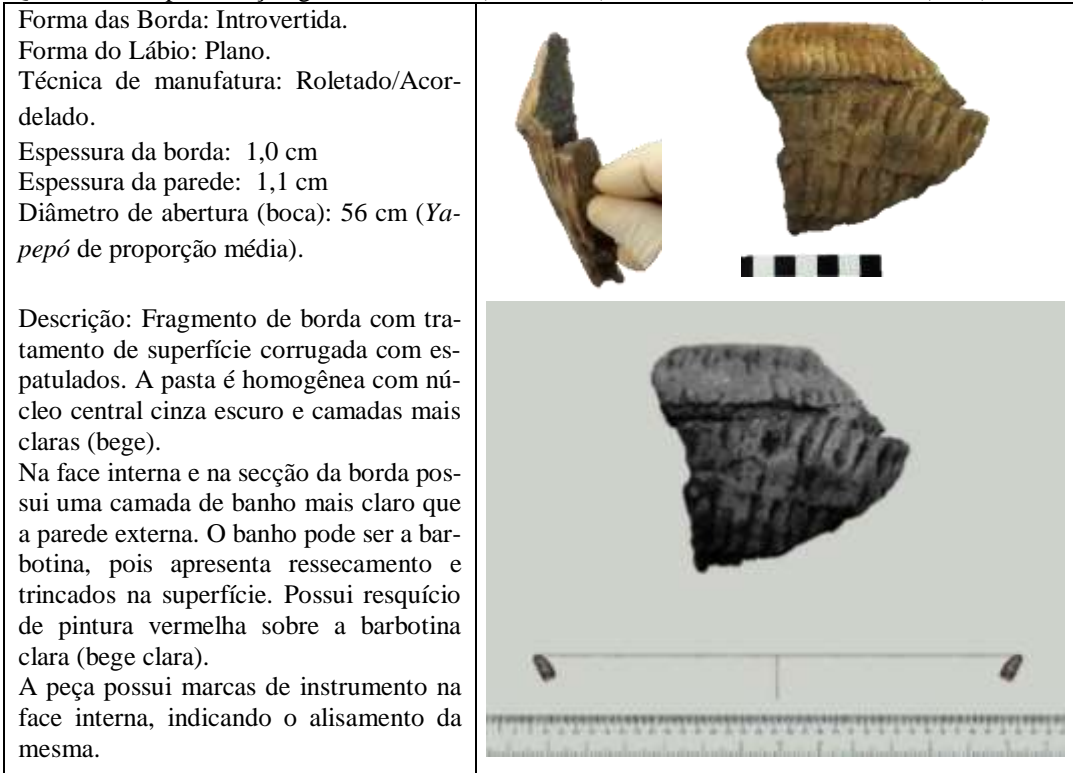 Forma das Borda: Introvertida.
Forma do Lábio: Plano.
Técnica de manufatura: Roletado/Acor-
delado.
Espessura da borda: 1,0 cm
Espessura da parede: 1,1 cm
Diâmetro de abertura (boca): 56 cm (Ya-
pepó de proporção média).
Descrição: Fragmento de borda com tra-
tamento de superfície corrugada com es-
patulados. A pasta é homogênea com nú-
cleo central cinza escuro e camadas mais
claras (bege).
Na face interna e na secção da borda pos-
sui uma camada de banho mais claro que
a parede externa. O banho pode ser a bar-
botina, pois apresenta ressecamento e
trincados na superfície. Possui resquício
de pintura vermelha sobre a barbotina
clara (bege clara).
A peça possui marcas de instrumento na
face interna, indicando o alisamento da
mesma.